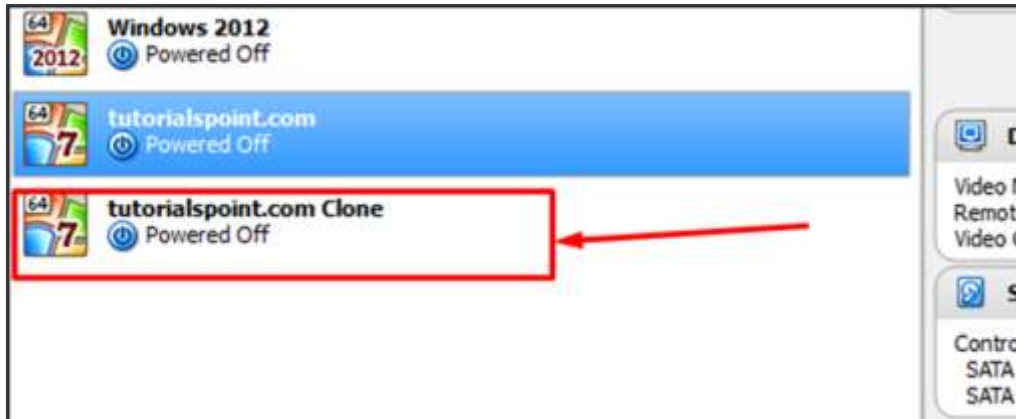 64
2012
Windows 2012
Powered Off
64
7
tutorialspoint.com
Powered Off
64
7
tutorialspoint.com Clone
Powered Off
Video
Remot
Video
Contro
SATA
SATA